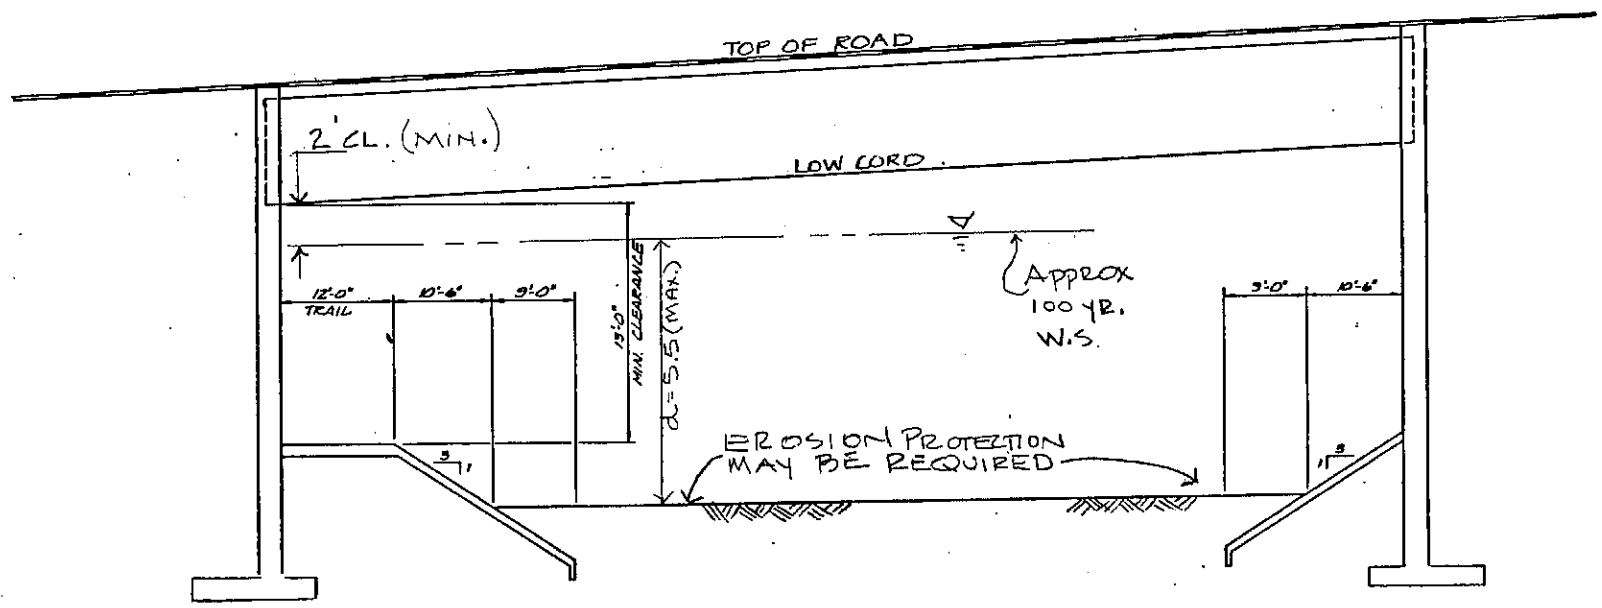 TOP OF ROAD
2' CL. (MIN.)
LOW CORD
12'-0"
TRAIL
10'-6"
9'-0"
13'-0"
MIN. CLEARANCE
d = 5.5 (MAX.)
Approx
100 YR.
W.S.
9'-0"
10'-6"
EROSION PROTECTION
MAY BE REQUIRED
3
1
1
3